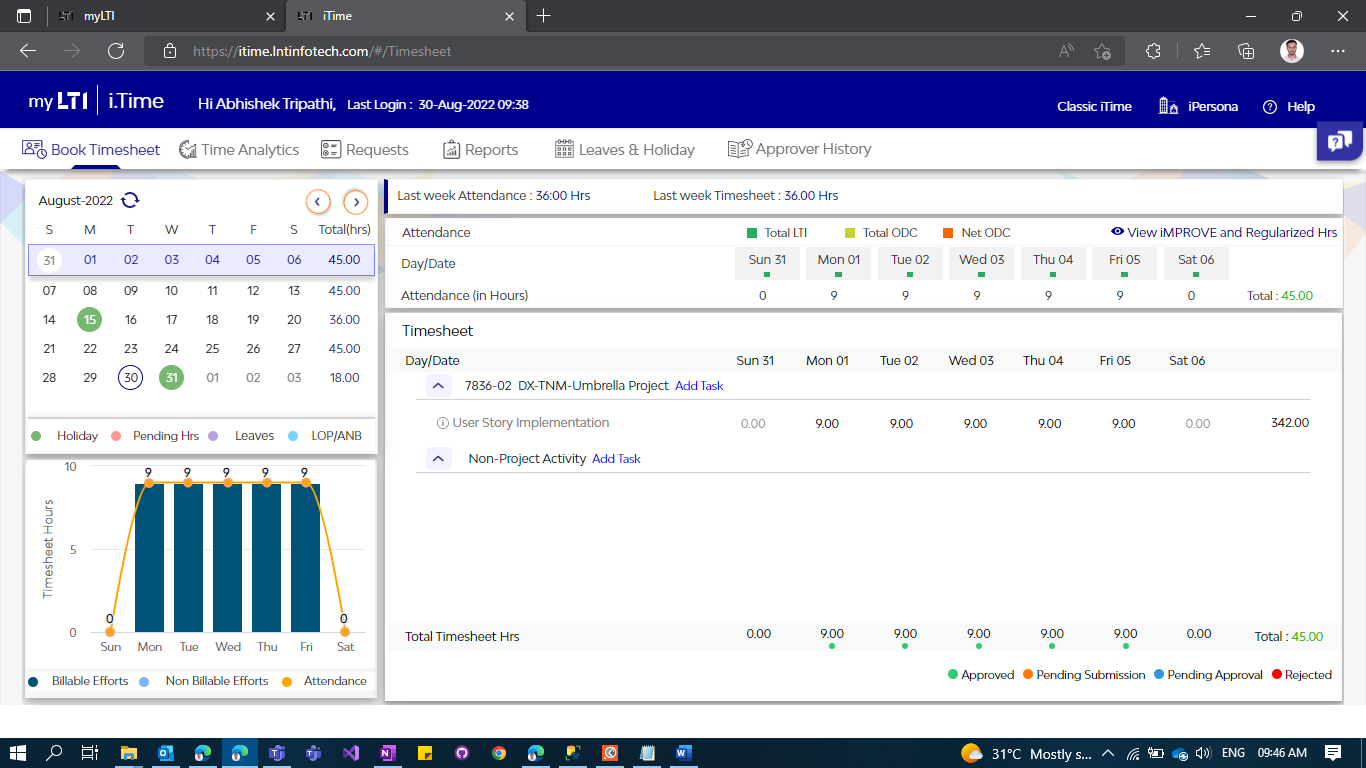 myLTI
iTime
https://itime.lntinfotech.com/#/Timesheet
my LTI i.Time Hi Abhishek Tripathi, Last Login : 30-Aug-2022 09:38 Classic iTime iPersona Help
Book Timesheet Time Analytics Requests Reports Leaves & Holiday Approver History
August-2022
S M T W T F S Total(hrs)
31 01 02 03 04 05 06 45.00
07 08 09 10 11 12 13 45.00
14 15 16 17 18 19 20 36.00
21 22 23 24 25 26 27 45.00
28 29 30 31 01 02 03 18.00
Holiday Pending Hrs Leaves LOP/ANB
Timesheet Hours
10
5
0
0 9 9 9 9 9 0
Sun Mon Tue Wed Thu Fri Sat
Billable Efforts Non Billable Efforts Attendance
Last week Attendance : 36:00 Hrs Last week Timesheet : 36.00 Hrs
Attendance Total LTI Total ODC Net ODC View iMPROVE and Regularized Hrs
Day/Date Sun 31 Mon 01 Tue 02 Wed 03 Thu 04 Fri 05 Sat 06
Attendance (in Hours) 0 9 9 9 9 9 0 Total : 45.00
Timesheet
Day/Date Sun 31 Mon 01 Tue 02 Wed 03 Thu 04 Fri 05 Sat 06
7836-02 DX-TNM-Umbrella Project Add Task
User Story Implementation 0.00 9.00 9.00 9.00 9.00 9.00 0.00 342.00
Non-Project Activity Add Task
Total Timesheet Hrs 0.00 9.00 9.00 9.00 9.00 9.00 0.00 Total : 45.00
Approved Pending Submission Pending Approval Rejected
31°C Mostly s... ENG 09:46 AM